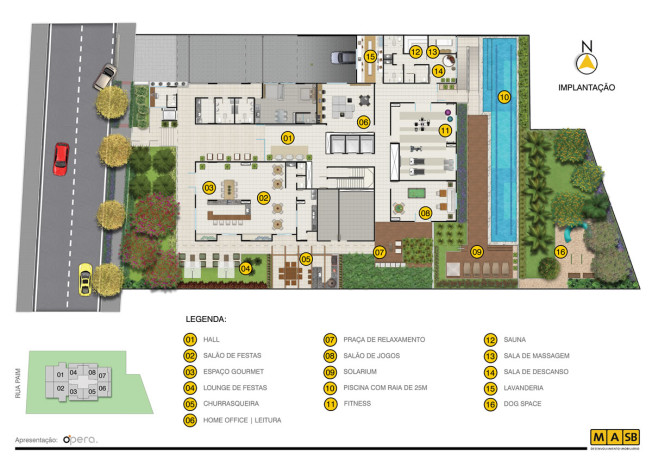 N
IMPLANTAÇÃO
15
12
13
14
10
06
11
01
03
02
08
04
05
07
09
16
LEGENDA:
01 HALL
02 SALÃO DE FESTAS
03 ESPAÇO GOURMET
04 LOUNGE DE FESTAS
05 CHURRASQUEIRA
06 HOME OFFICE | LEITURA
07 PRAÇA DE RELAXAMENTO
08 SALÃO DE JOGOS
09 SOLARIUM
10 PISCINA COM RAIA DE 25M
11 FITNESS
12 SAUNA
13 SALA DE MASSAGEM
14 SALA DE DESCANSO
15 LAVANDERIA
16 DOG SPACE
RUA PAIM
01 04 08 07
02 03 05 06
Apresentação: opera.
MASB
DESENVOLVIMENTO IMOBILIÁRIO